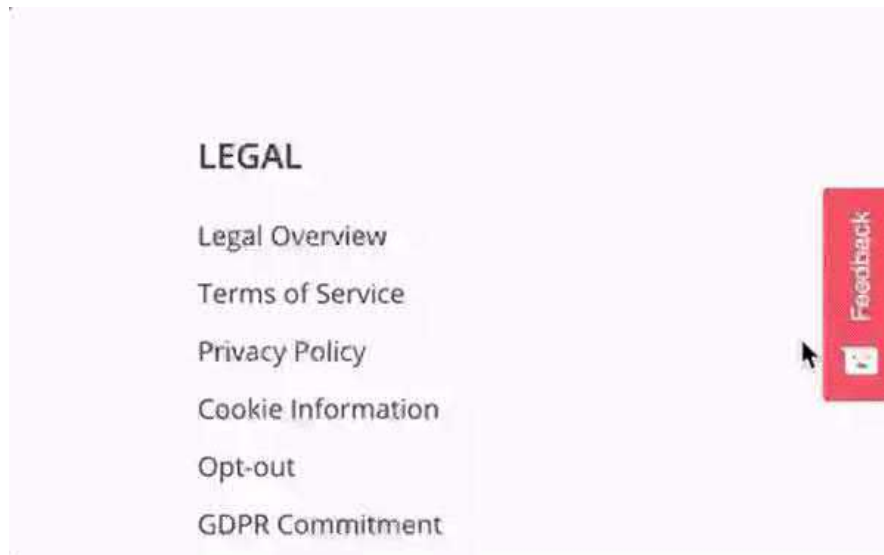 LEGAL
Legal Overview
Terms of Service
Privacy Policy
Cookie Information
Opt-out
GDPR Commitment
Feedback